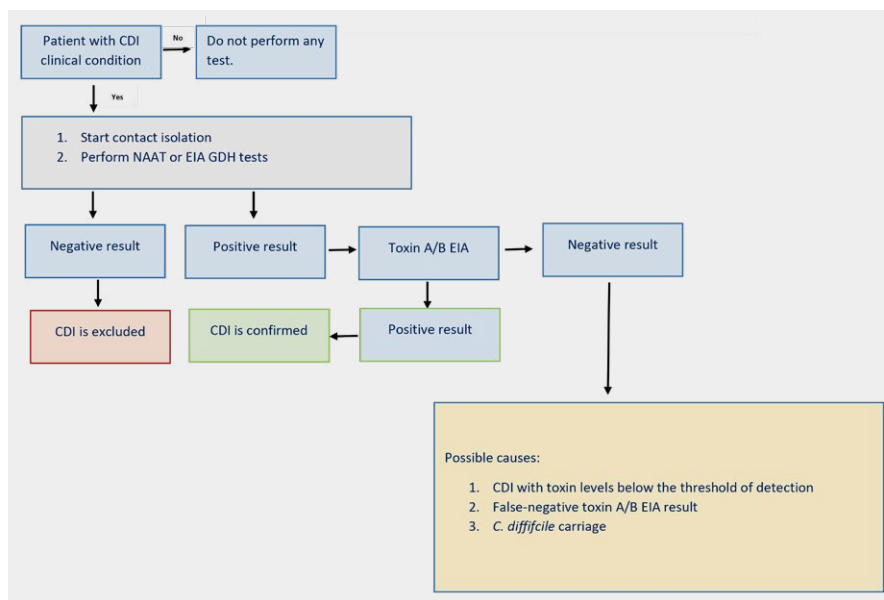 Patient with CDI
clinical condition
No
Do not perform any
test.
Yes
1. Start contact isolation
2. Perform NAAT or EIA GDH tests
Negative result
Positive result
Toxin A/B EIA
Negative result
CDI is excluded
CDI is confirmed
Positive result
Possible causes:
1. CDI with toxin levels below the threshold of detection
2. False-negative toxin A/B EIA result
3. C. diffifcile carriage